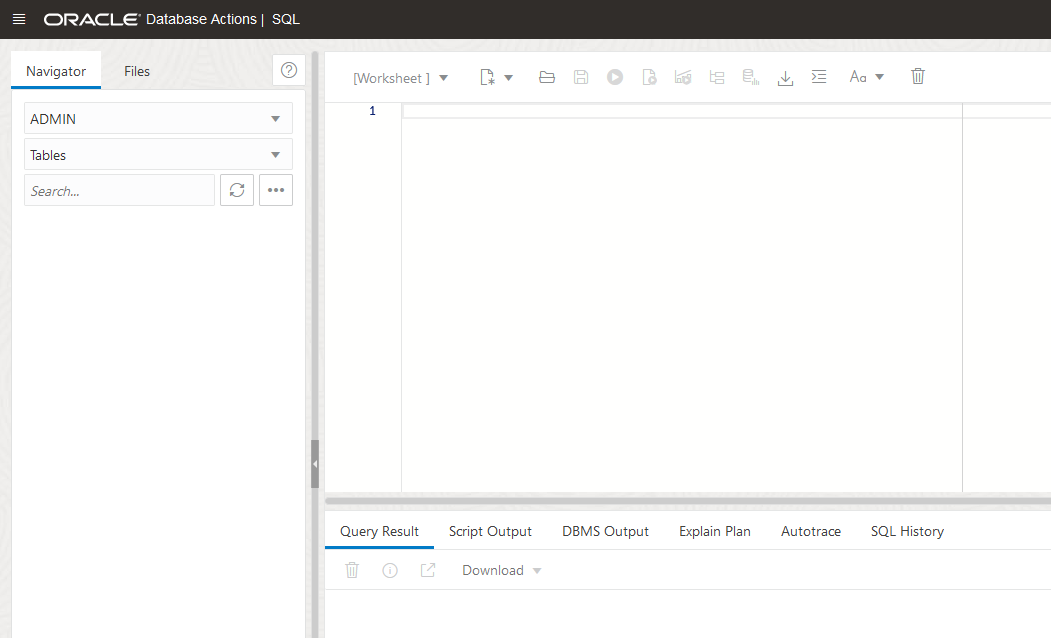 ORACLE Database Actions | SQL
Navigator Files
[Worksheet ] Aa
ADMIN
Tables
Search...
1
Query Result Script Output DBMS Output Explain Plan Autotrace SQL History
Download